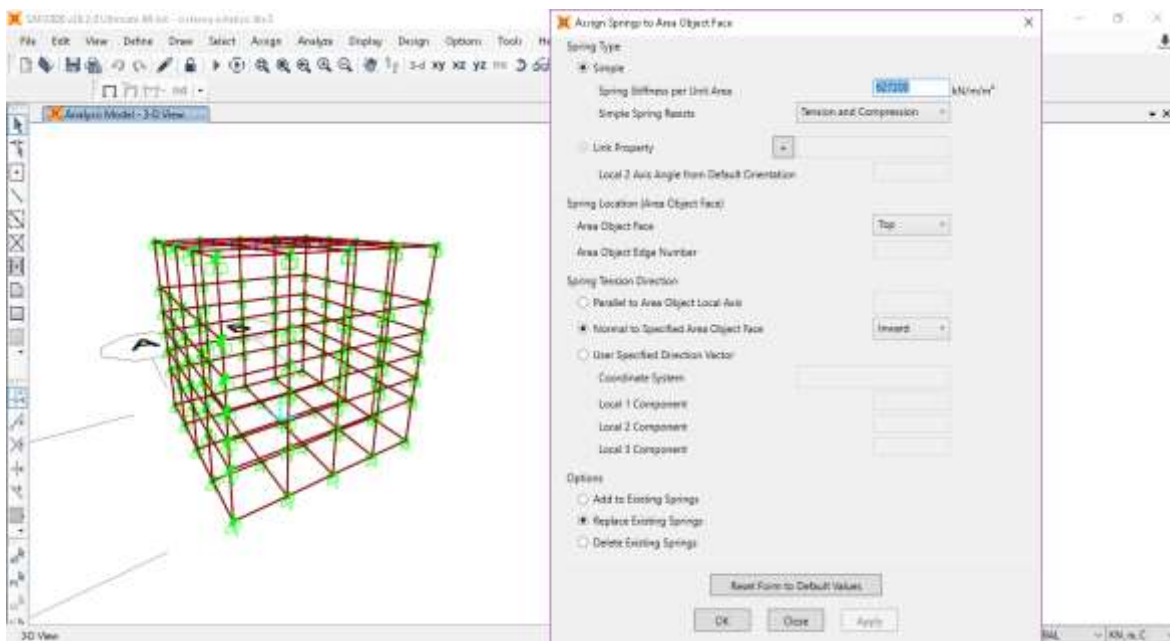 File Edit View Define Draw Select Assign Analyze Display Design Options Tools
3-d xy xz yz
Analysis Model - 3-D View
A
3-D View
KN, m, C
Assign Springs to Area Object Face
Spring Type
Simple
Spring Stiffness per Unit Area
kN/m/m²
Simple Spring Resists
Tension and Compression
Link Property
+
Local 2 Axis Angle from Default Orientation
Spring Location (Area Object Face)
Area Object Face
Top
Area Object Edge Number
Spring Tension Direction
Parallel to Area Object Local Axis
Normal to Specified Area Object Face
Inward
User Specified Direction Vector
Coordinate System
Local 1 Component
Local 2 Component
Local 3 Component
Options
Add to Existing Springs
Replace Existing Springs
Delete Existing Springs
Reset Form to Default Values
OK
Close
Apply